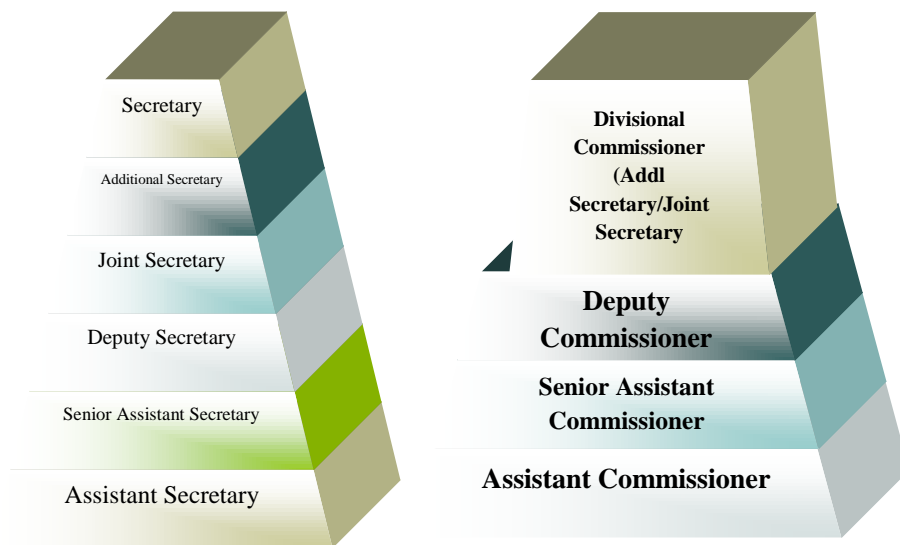 Secretary
Additional Secretary
Joint Secretary
Deputy Secretary
Senior Assistant Secretary
Assistant Secretary
Divisional
Commissioner
(Addl
Secretary/Joint
Secretary
Deputy
Commissioner
Senior Assistant
Commissioner
Assistant Commissioner